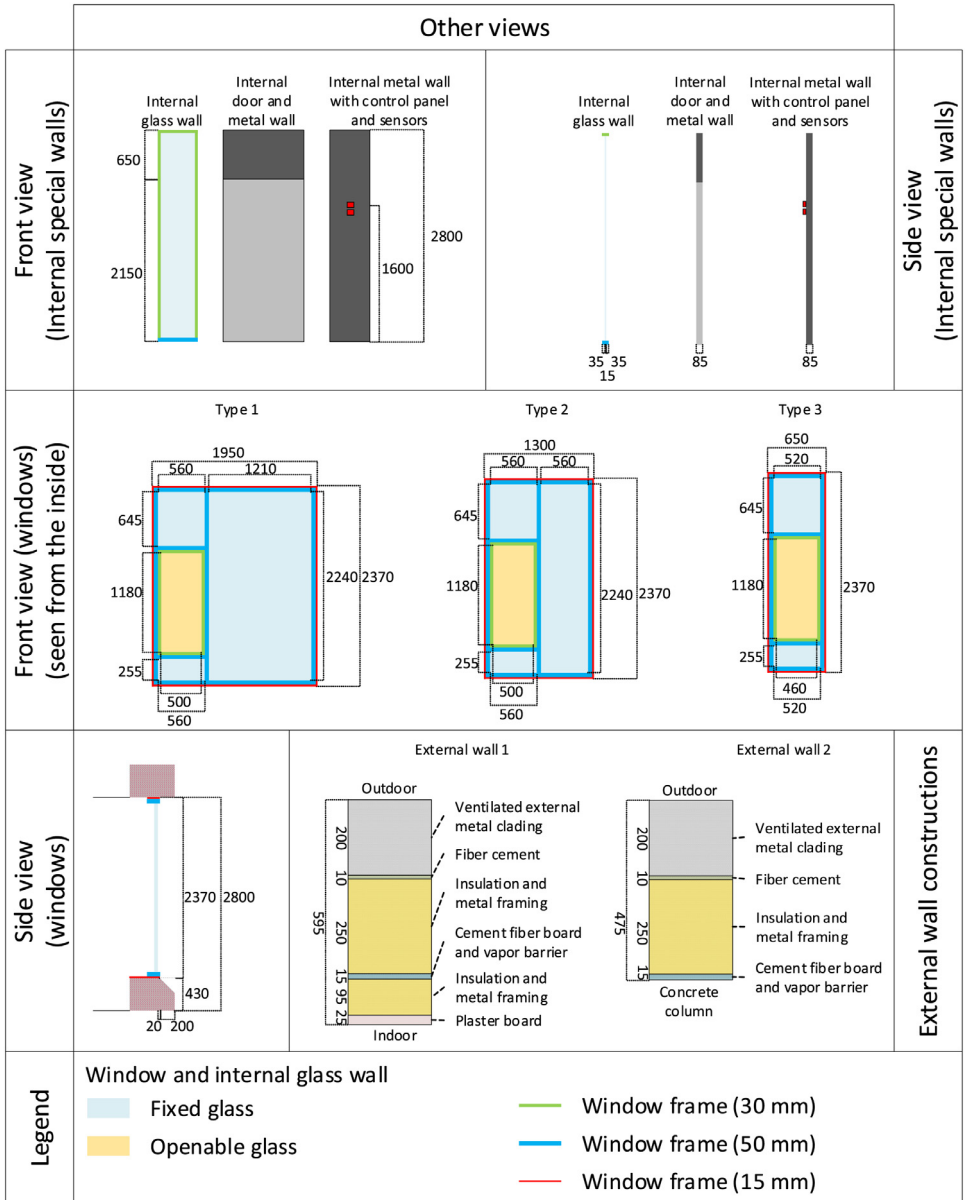 Other views
Front view
(Internal special walls)
Internal
glass wall
Internal
door and
metal wall
Internal metal wall
with control panel
and sensors
650
2150
1600
2800
Internal
glass wall
Internal
door and
metal wall
Internal metal wall
with control panel
and sensors
35 35
15
85
85
Side view
(Internal special walls)
Front view (windows)
(seen from the inside
Type 1
1950
560
1210
645
1180
255
2240
2370
500
560
Type 2
1300
560
560
645
1180
255
2240
2370
500
560
Type 3
650
520
645
1180
255
2370
460
520
Side view
(windows)
2370
2800
430
20
200
External wall 1
Outdoor
200
10
250
15
95
25
595
Ventilated external
metal clading
Fiber cement
Insulation and
metal framing
Cement fiber board
and vapor barrier
Insulation and
metal framing
Plaster board
Indoor
External wall 2
Outdoor
200
10
250
15
475
Ventilated external
metal clading
Fiber cement
Insulation and
metal framing
Cement fiber board
and vapor barrier
Concrete
column
External wall constructions
Legend
Window and internal glass wall
Fixed glass
Openable glass
Window frame (30 mm)
Window frame (50 mm)
Window frame (15 mm)